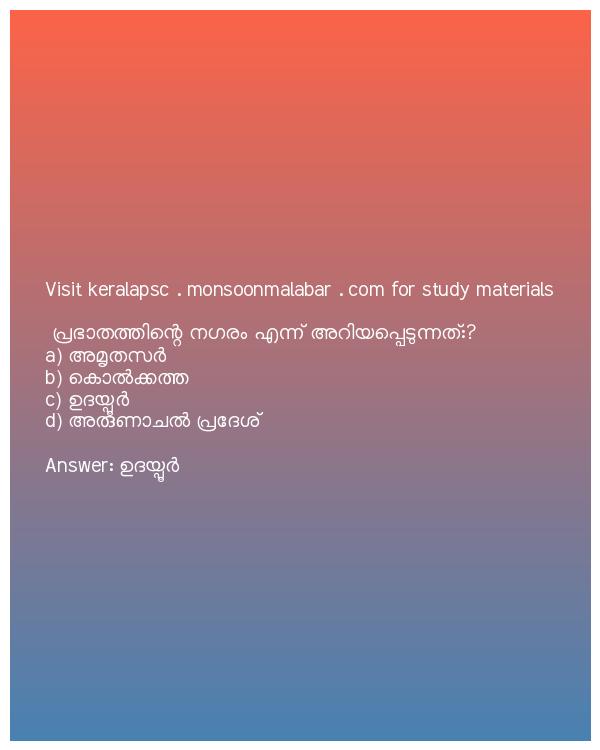 Visit keralapsc . monsoonmalabar . com for study materials
പ്രഭാതത്തിന്റെ നഗരം എന്ന് അറിയപ്പെടുന്നത്:?
a) അമൃതസർ
b) കൊൽക്കത്ത
c) ഉദയ്പൂർ
d) അരുണാചൽ പ്രദേശ്
Answer: ഉദയ്പൂർ